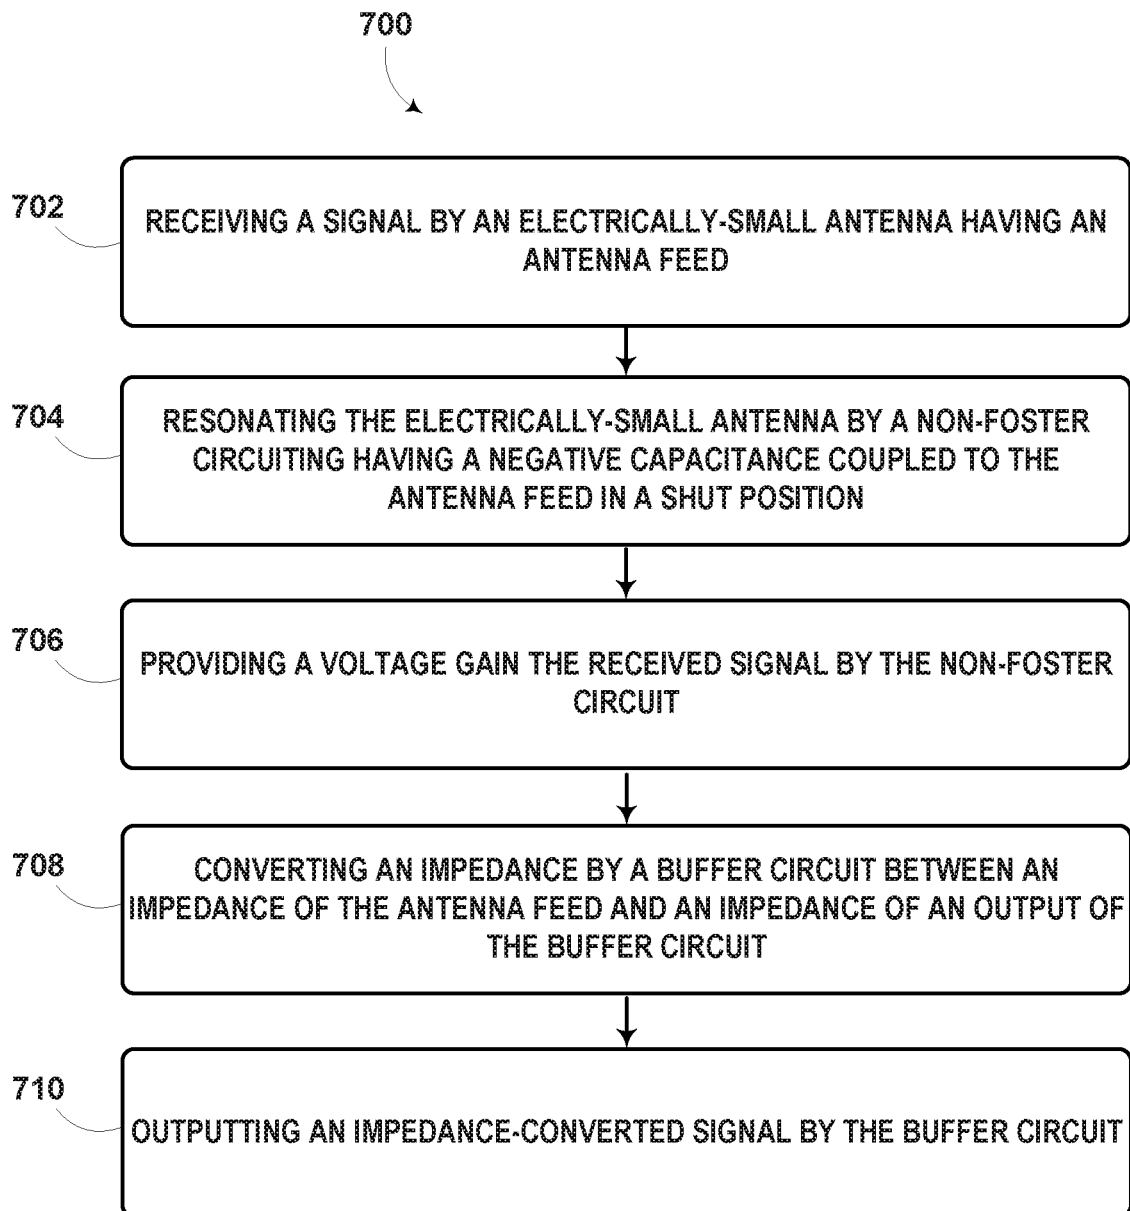 700
702
RECEIVING A SIGNAL BY AN ELECTRICALLY-SMALL ANTENNA HAVING AN
ANTENNA FEED
704
RESONATING THE ELECTRICALLY-SMALL ANTENNA BY A NON-FOSTER
CIRCUITING HAVING A NEGATIVE CAPACITANCE COUPLED TO THE
ANTENNA FEED IN A SHUT POSITION
706
PROVIDING A VOLTAGE GAIN THE RECEIVED SIGNAL BY THE NON-FOSTER
CIRCUIT
708
CONVERTING AN IMPEDANCE BY A BUFFER CIRCUIT BETWEEN AN
IMPEDANCE OF THE ANTENNA FEED AND AN IMPEDANCE OF AN OUTPUT OF
THE BUFFER CIRCUIT
710
OUTPUTTING AN IMPEDANCE-CONVERTED SIGNAL BY THE BUFFER CIRCUIT